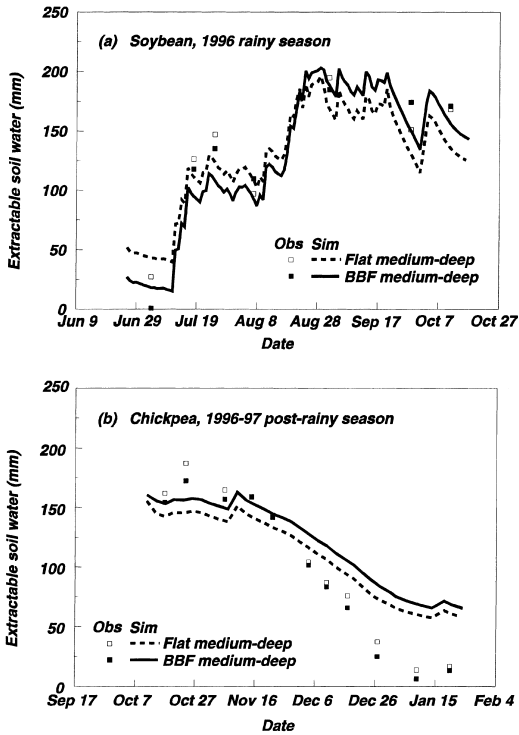 250
(a) Soybean, 1996 rainy season
200
150
100
50
0
Extractable soil water (mm)
Obs Sim
Flat medium-deep
BBF medium-deep
Jun 9 Jun 29 Jul 19 Aug 8 Aug 28 Sep 17 Oct 7 Oct 27
Date
250
(b) Chickpea, 1996-97 post-rainy season
200
150
100
50
0
Extractable soil water (mm)
Obs Sim
Flat medium-deep
BBF medium-deep
Sep 17 Oct 7 Oct 27 Nov 16 Dec 6 Dec 26 Jan 15 Feb 4
Date